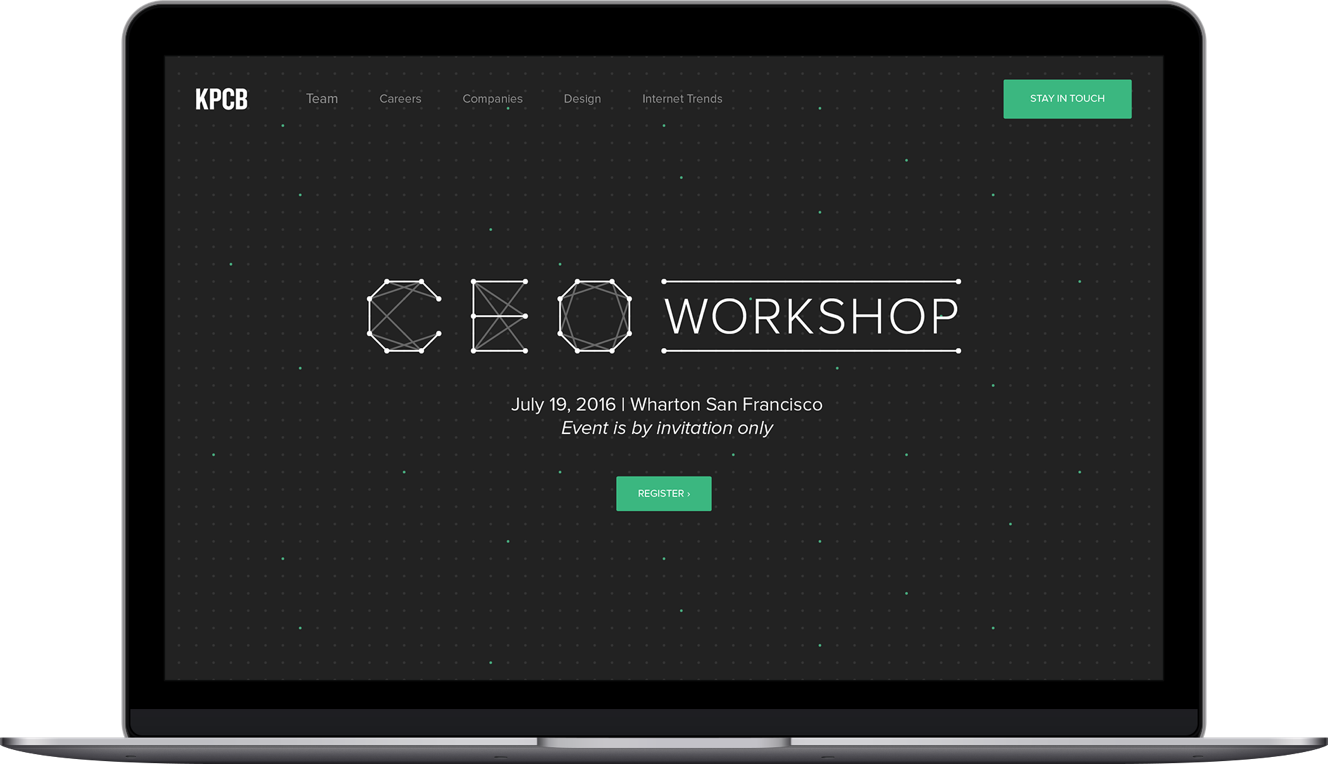 KPCB
Team
Careers
Companies
Design
Internet Trends
STAY IN TOUCH
CEO WORKSHOP
July 19, 2016 | Wharton San Francisco
Event is by invitation only
REGISTER ›